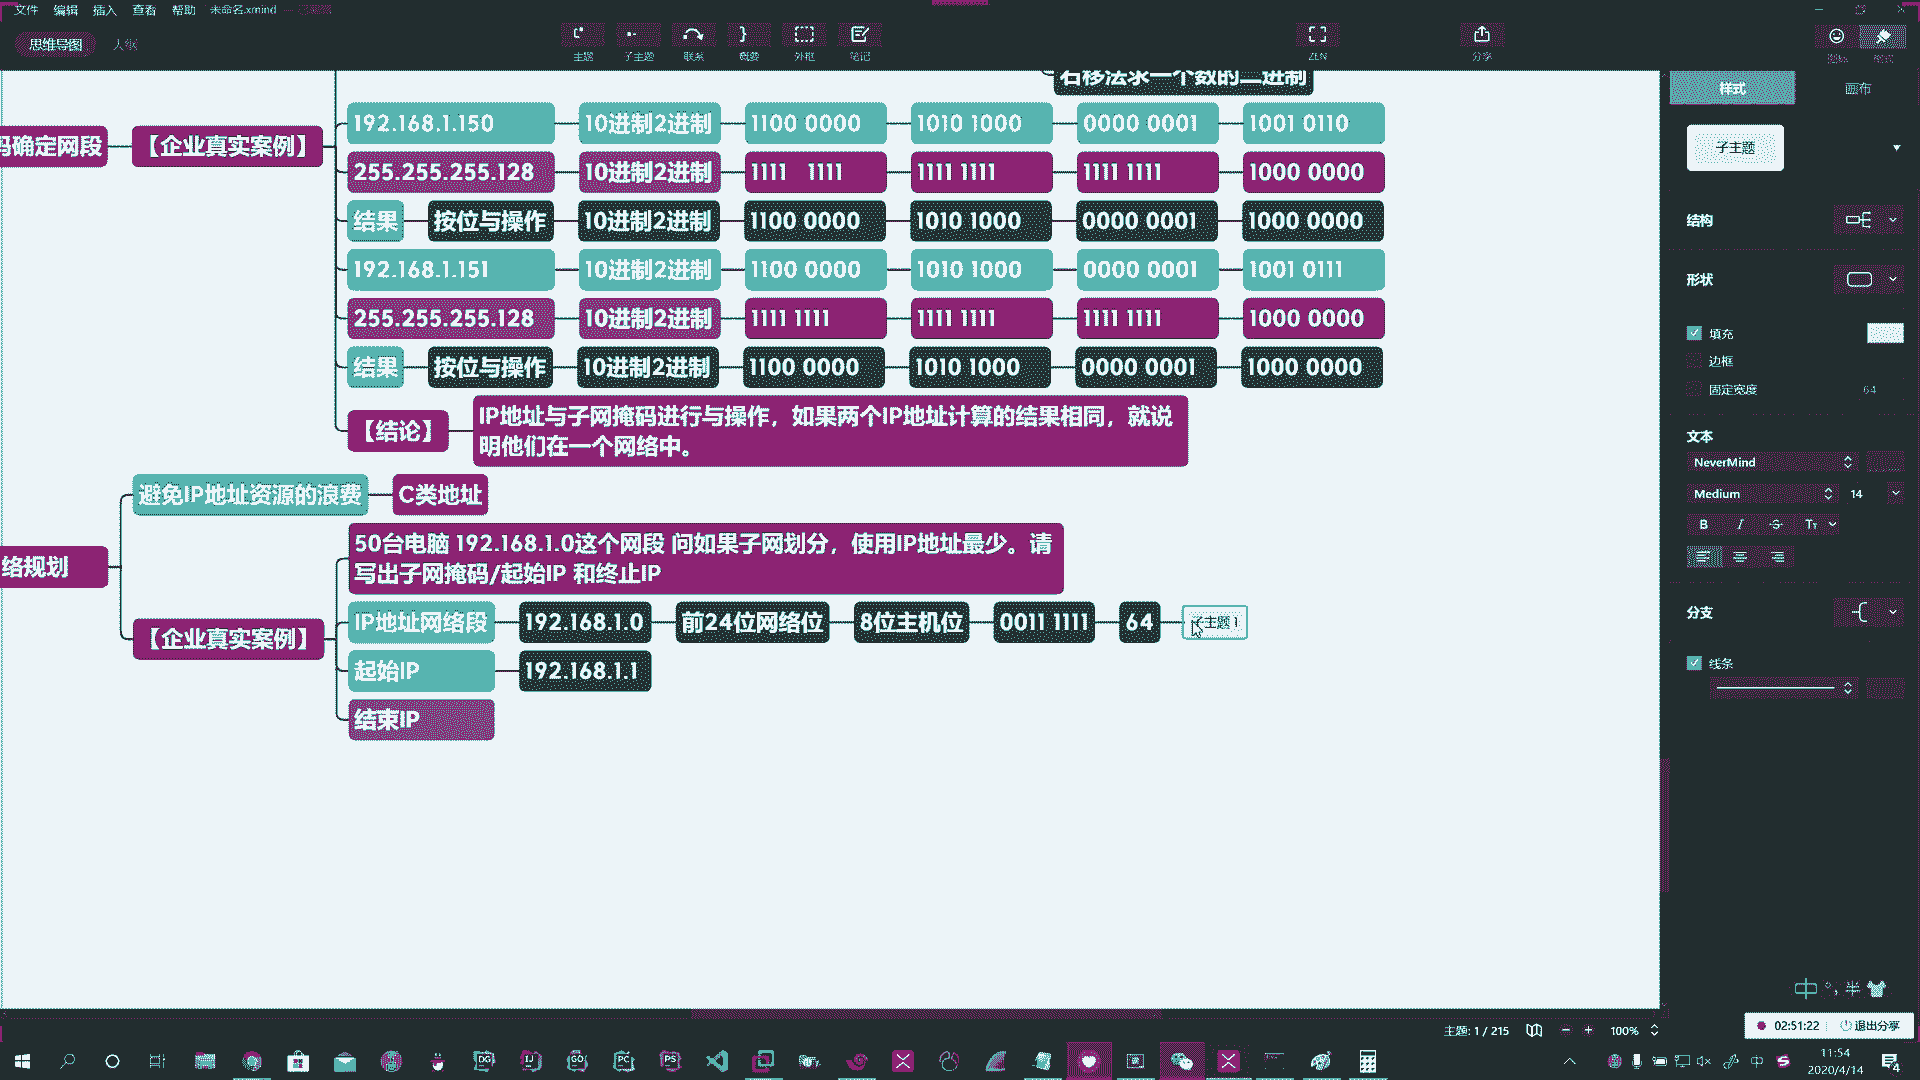 文件 编辑 插入 查看 帮助 未命名.xmind
思维导图 大纲
主题 子主题 联系 概要 外框 笔记 ZEN 分享
右移法求一个数的二进制
码确定网段 【企业真实案例】
192.168.1.150 10进制2进制 1100 0000 1010 1000 0000 0001 1001 0110
255.255.255.128 10进制2进制 1111 1111 1111 1111 1111 1111 1000 0000
结果 按位与操作 10进制2进制 1100 0000 1010 1000 0000 0001 1000 0000
192.168.1.151 10进制2进制 1100 0000 1010 1000 0000 0001 1001 0111
255.255.255.128 10进制2进制 1111 1111 1111 1111 1111 1111 1000 0000
结果 按位与操作 10进制2进制 1100 0000 1010 1000 0000 0001 1000 0000
【结论】 IP地址与子网掩码进行与操作，如果两个IP地址计算的结果相同，就说
明他们在一个网络中。
避免IP地址资源的浪费 C类地址
络规划
50台电脑 192.168.1.0这个网段 问如果子网划分，使用IP地址最少。请
写出子网掩码/起始IP 和终止IP
【企业真实案例】
IP地址网络段 192.168.1.0 前24位网络位 8位主机位 0011 1111 64 子主题 1
起始IP 192.168.1.1
结束IP
样式 画布
子主题
结构
形状
填充
边框
固定宽度 64
文本
NeverMind
Medium 14
B I S Tт
分支
线条
中 °, 半
主题: 1 / 215 100%
02:51:22 退出分享
DG IJ GO PC PS
中
11:54
2020/4/14
4